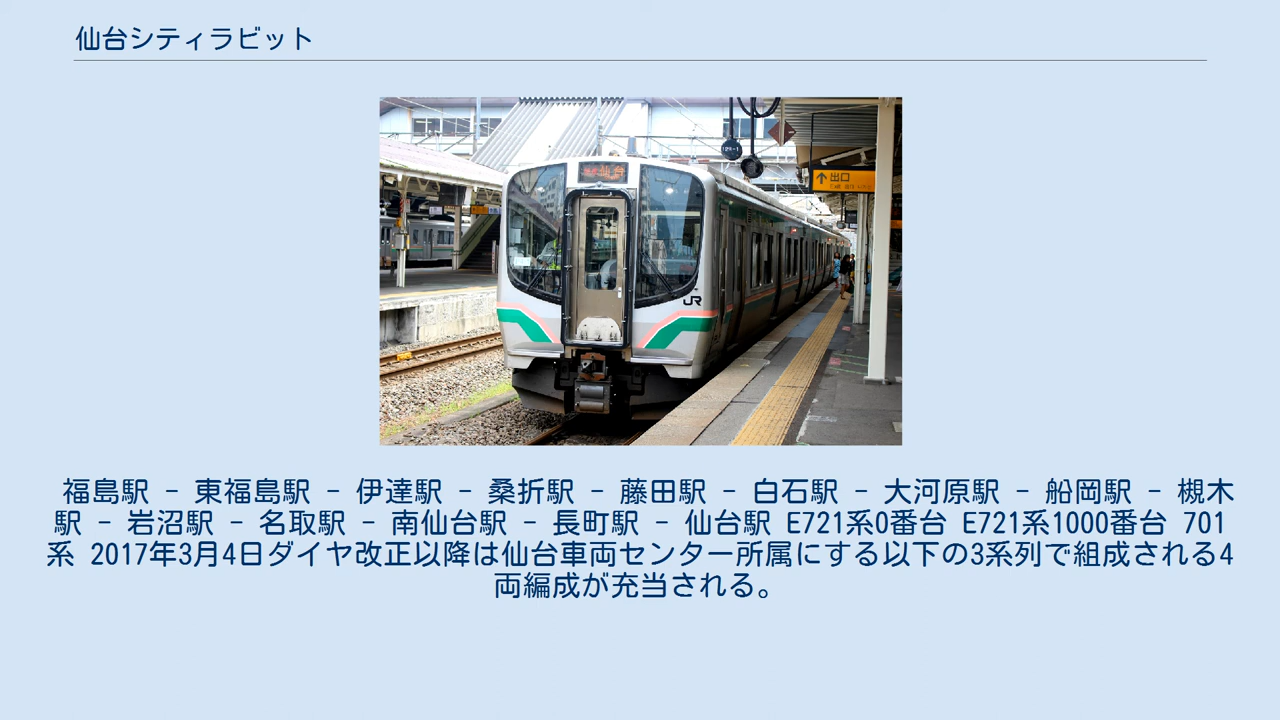 仙台シティラビット
仙台
出口
JR
福島駅 - 東福島駅 - 伊達駅 - 桑折駅 - 藤田駅 - 白石駅 - 大河原駅 - 船岡駅 - 槻木
駅 - 岩沼駅 - 名取駅 - 南仙台駅 - 長町駅 - 仙台駅 E721系0番台 E721系1000番台 701
系 2017年3月4日ダイヤ改正以降は仙台車両センター所属にする以下の3系列で組成される4
両編成が充当される。